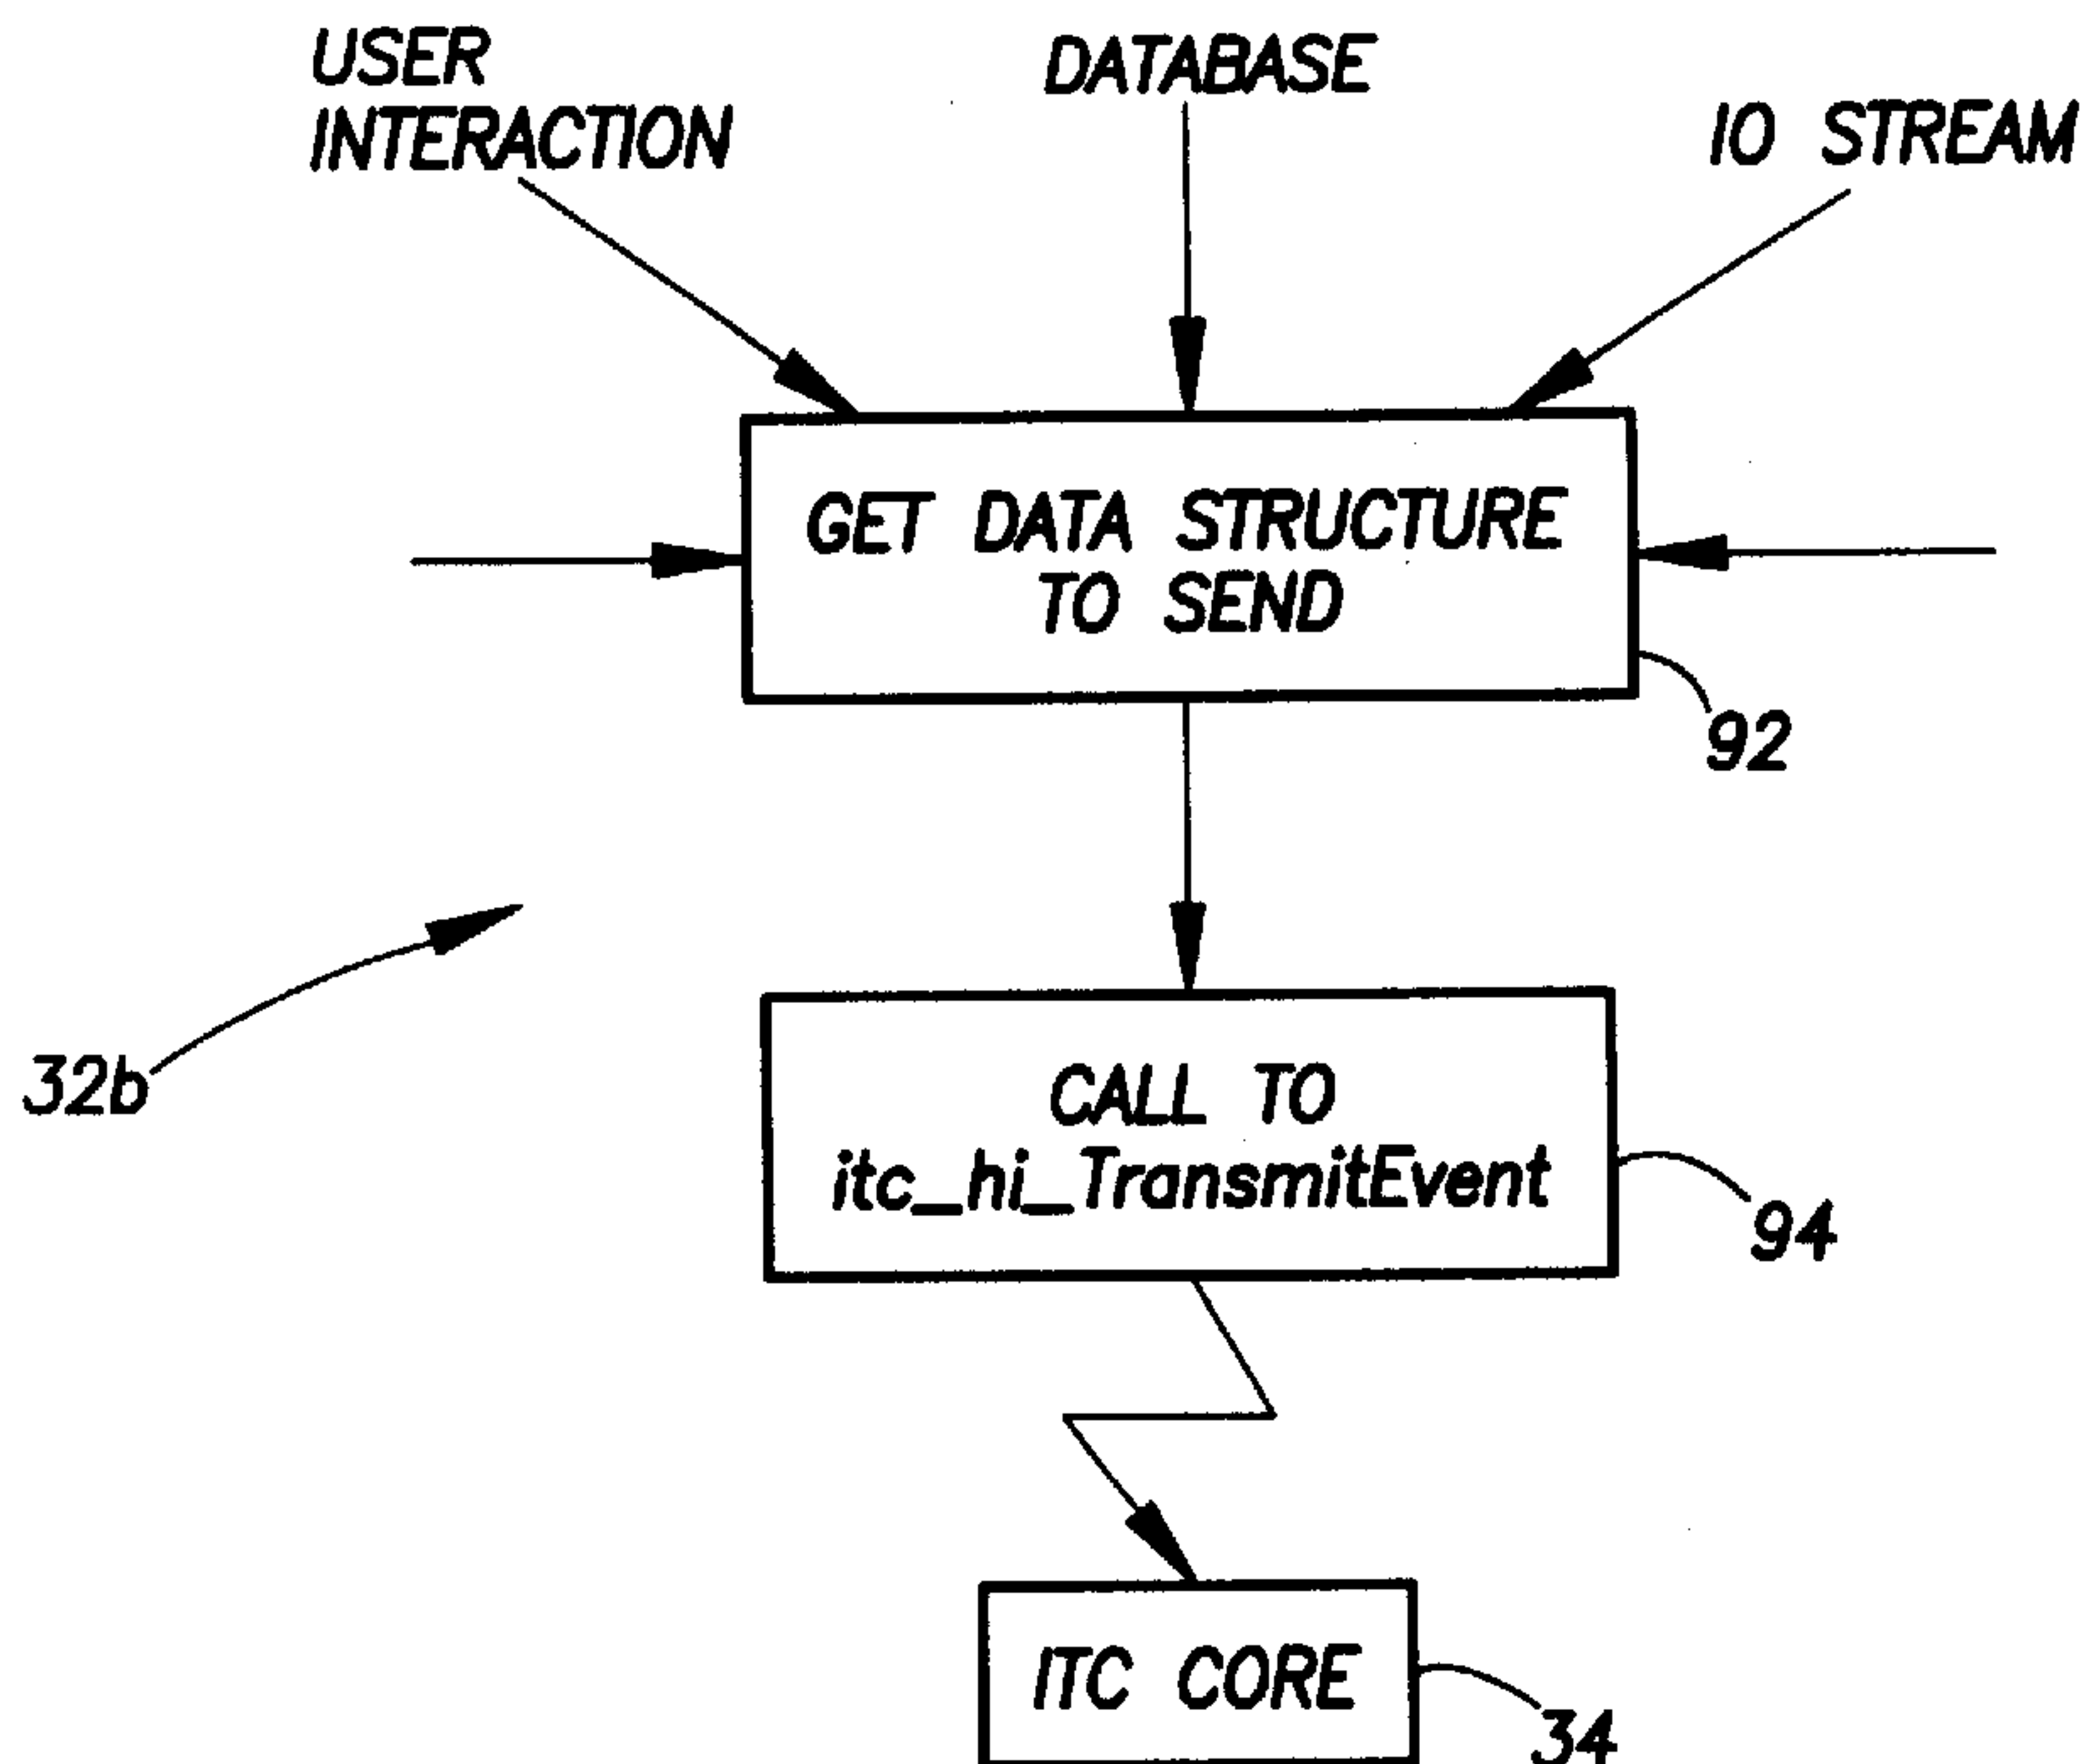 USER
INTERACTION
DATABASE
IO STREAM
GET DATA STRUCTURE
TO SEND
92
32b
CALL TO
itc_hi_TransmitEvent
94
ITC CORE
34